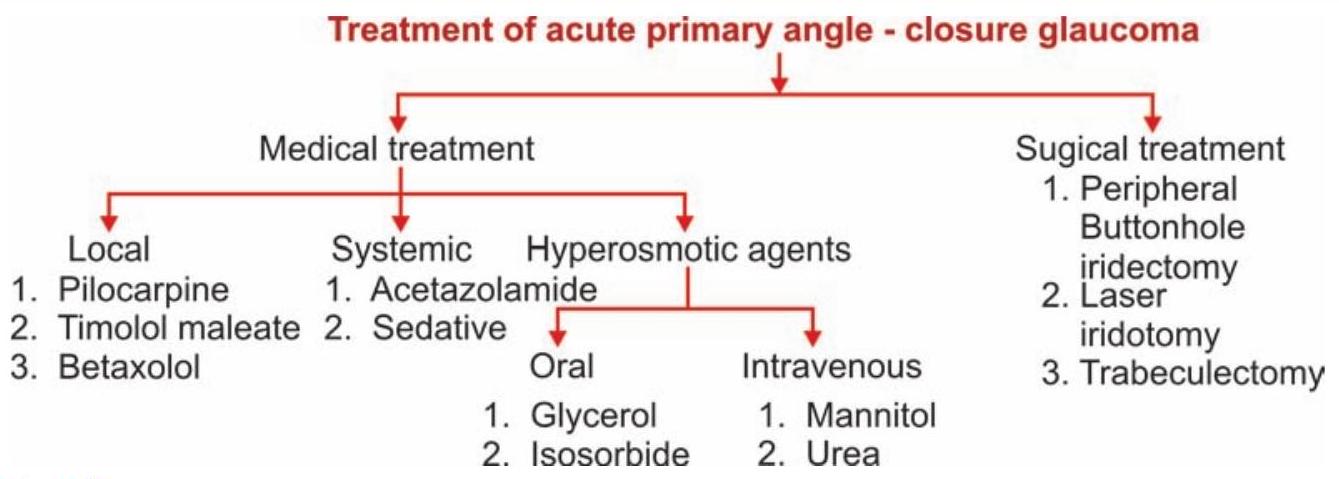 Treatment of acute primary angle - closure glaucoma
Medical treatment
Sugical treatment
1. Peripheral
Buttonhole
iridectomy
2. Laser
iridotomy
3. Trabeculectomy
Local
1. Pilocarpine
2. Timolol maleate
3. Betaxolol
Systemic
1. Acetazolamide
2. Sedative
Hyperosmotic agents
Oral
1. Glycerol
2. Isosorbide
Intravenous
1. Mannitol
2. Urea